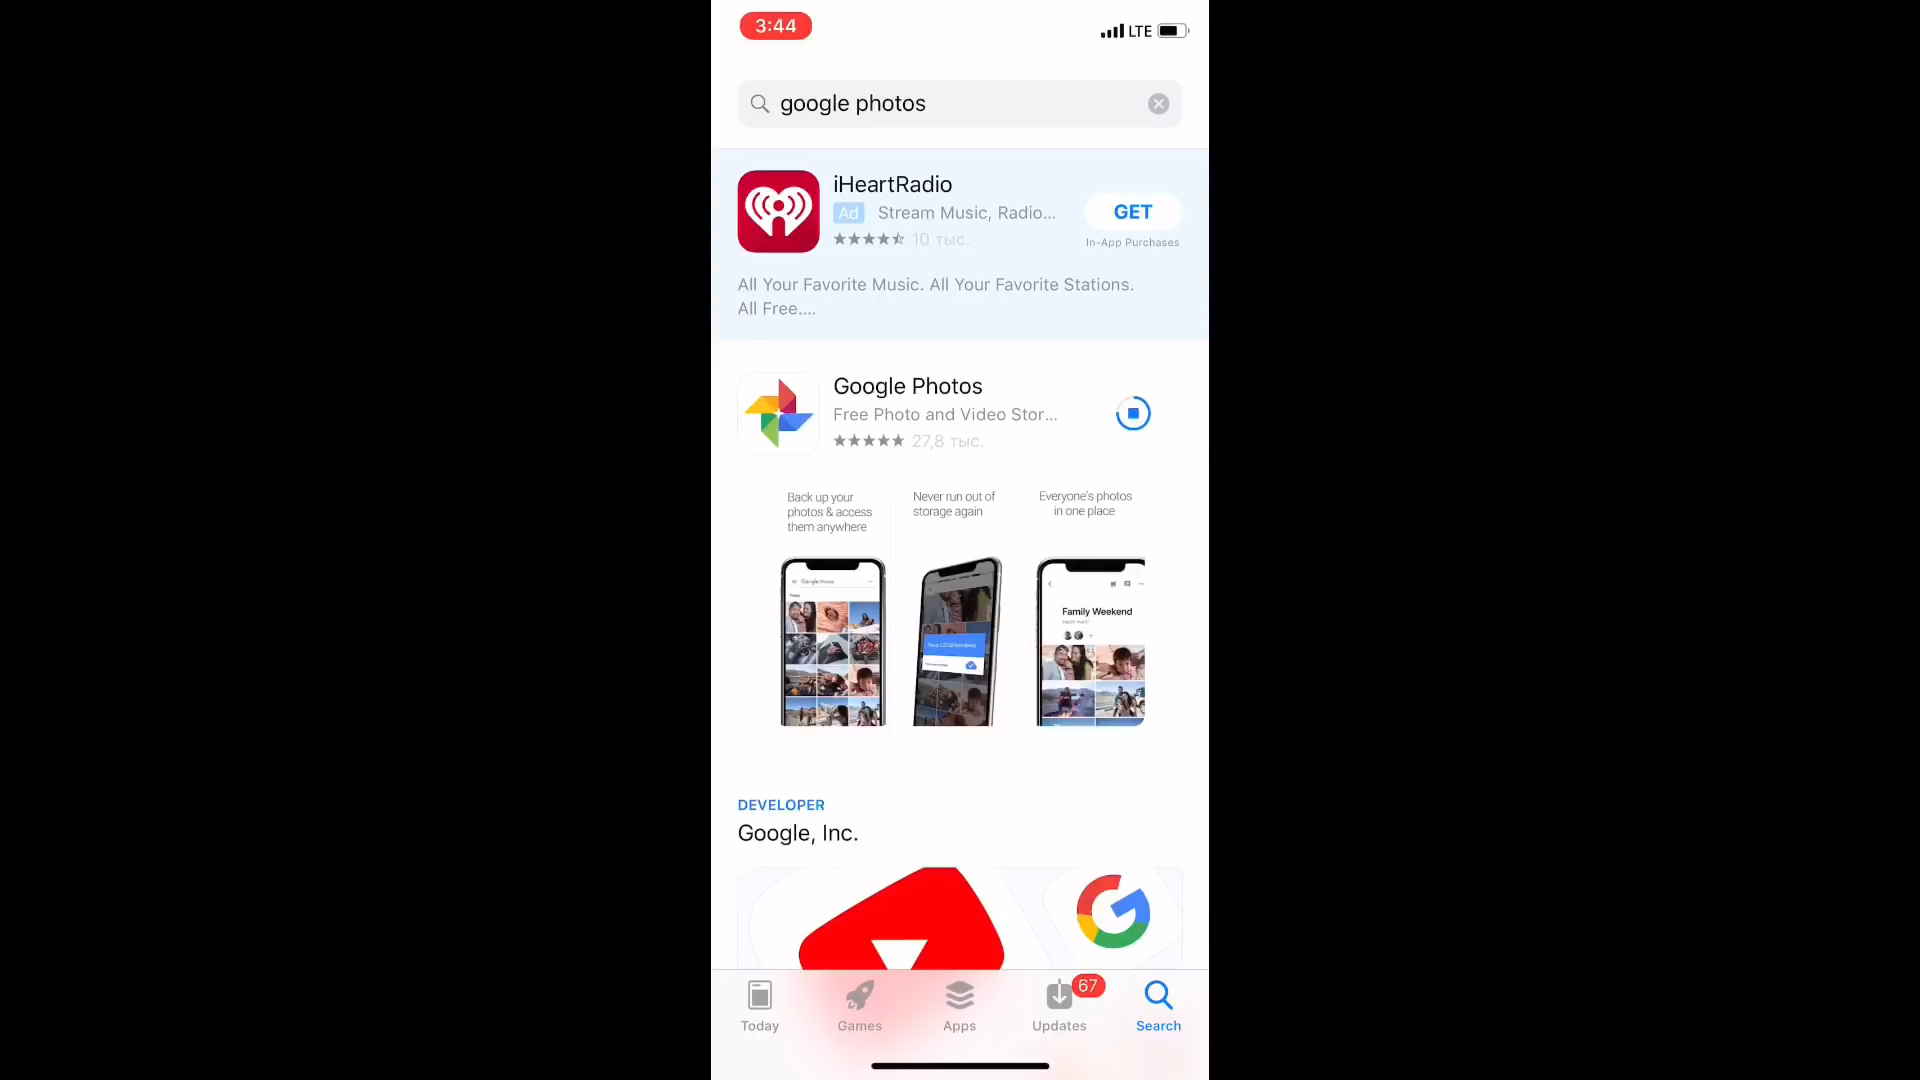 3:44
LTE
google photos
iHeartRadio
Ad Stream Music, Radio...
10 тыс.
GET
In-App Purchases
All Your Favorite Music. All Your Favorite Stations.
All Free....
Google Photos
Free Photo and Video Stor...
27,8 тыс.
Back up your
photos & access
them anywhere
Never run out of
storage again
Everyone's photos
in one place
Google Photos
Family Weekend
DEVELOPER
Google, Inc.
67
Today
Games
Apps
Updates
Search